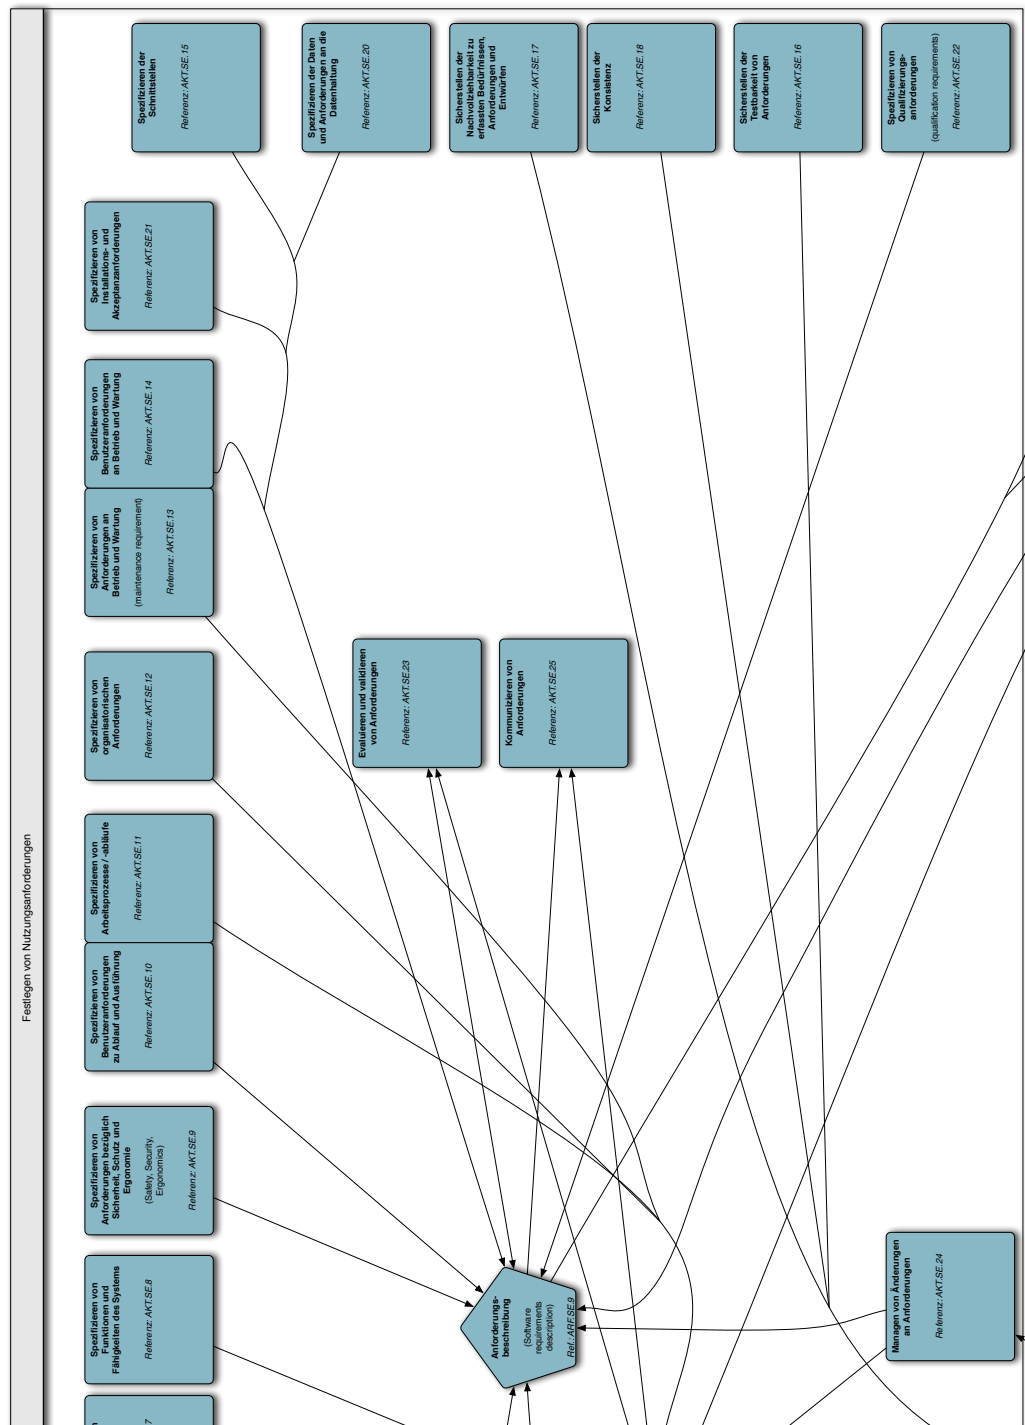 Festlegen von Nutzungsanforderungen
Spezifizieren der
Schnittstellen
Referenz: AKT.SE.15
Spezifizieren der Daten
und Anforderungen an die
Datenhaltung
Referenz: AKT.SE.20
Sicherstellen der
Nachvollziehbarkeit zu
erfassten Bedürfnissen,
Anforderungen und
Entwürfen
Referenz: AKT.SE.17
Sicherstellen der
Konsistenz
Referenz: AKT.SE.18
Sicherstellen der
Testbarkeit von
Anforderungen
Referenz: AKT.SE.16
Spezifizieren von
Qualifizierungs-
anforderungen
(qualification requirements)
Referenz: AKT.SE.22
Spezifizieren von
Installations- und
Akzeptanzanforderungen
Referenz: AKT.SE.21
Spezifizieren von
Benutzeranforderungen
an Betrieb und Wartung
Referenz: AKT.SE.14
Spezifizieren von
Anforderungen an
Betrieb und Wartung
(maintenance requirement)
Referenz: AKT.SE.13
Spezifizieren von
organisatorischen
Anforderungen
Referenz: AKT.SE.12
Evaluieren und validieren
von Anforderungen
Referenz: AKT.SE.23
Kommunizieren von
Anforderungen
Referenz: AKT.SE.25
Spezifizieren von
Arbeitsprozesse / -abläufe
Referenz: AKT.SE.11
Spezifizieren von
Benutzeranforderungen
zu Ablauf und Ausführung
Referenz: AKT.SE.10
Spezifizieren von
Anforderungen bezüglich
Sicherheit, Schutz und
Ergonomie
(Safety, Security,
Ergonomics)
Referenz: AKT.SE.9
Spezifizieren von
Funktionen und
Fähigkeiten des Systems
Referenz: AKT.SE.8
Anforderungs-
beschreibung
(Software
requirements
description)
Ref.: ARF.SE.9
Managen von Änderungen
an Anforderungen
Referenz: AKT.SE.24
n
7